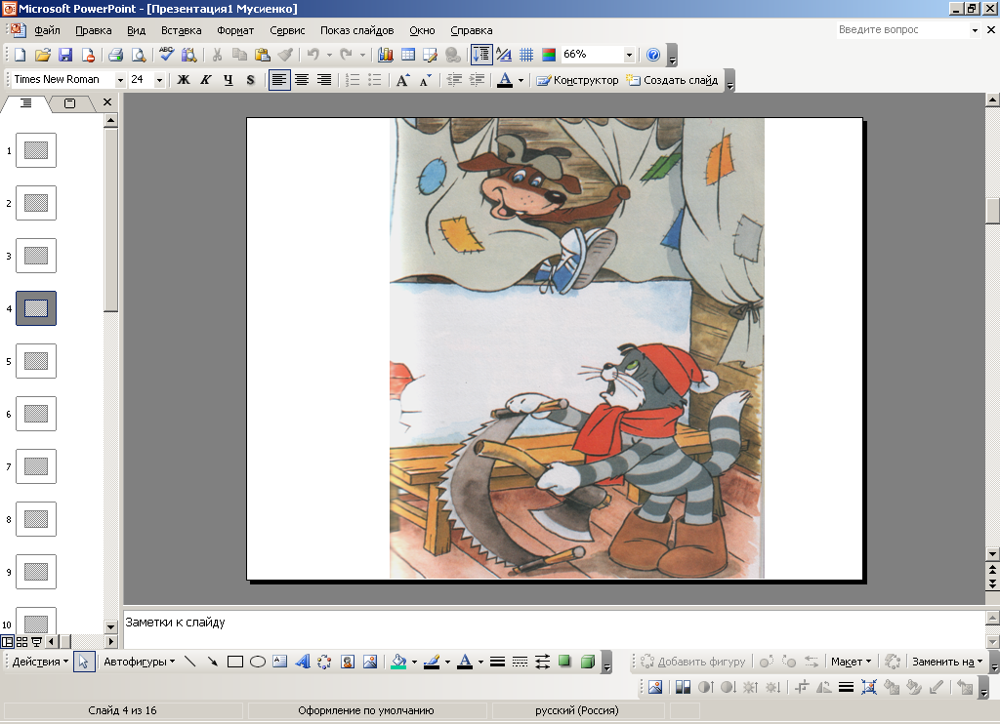 Microsoft PowerPoint - [Презентация1 Мусиенко]
Файл Правка Вид Вставка Формат Сервис Показ слайдов Окно Справка Введите вопрос
66%
Times New Roman 24 Ж К Ч S Конструктор Создать слайд
1
2
3
4
5
6
7
8
9
10
Заметки к слайду
Действия Автофигуры Добавить фигуру Макет Заменить на
Слайд 4 из 16 Оформление по умолчанию русский (Россия)